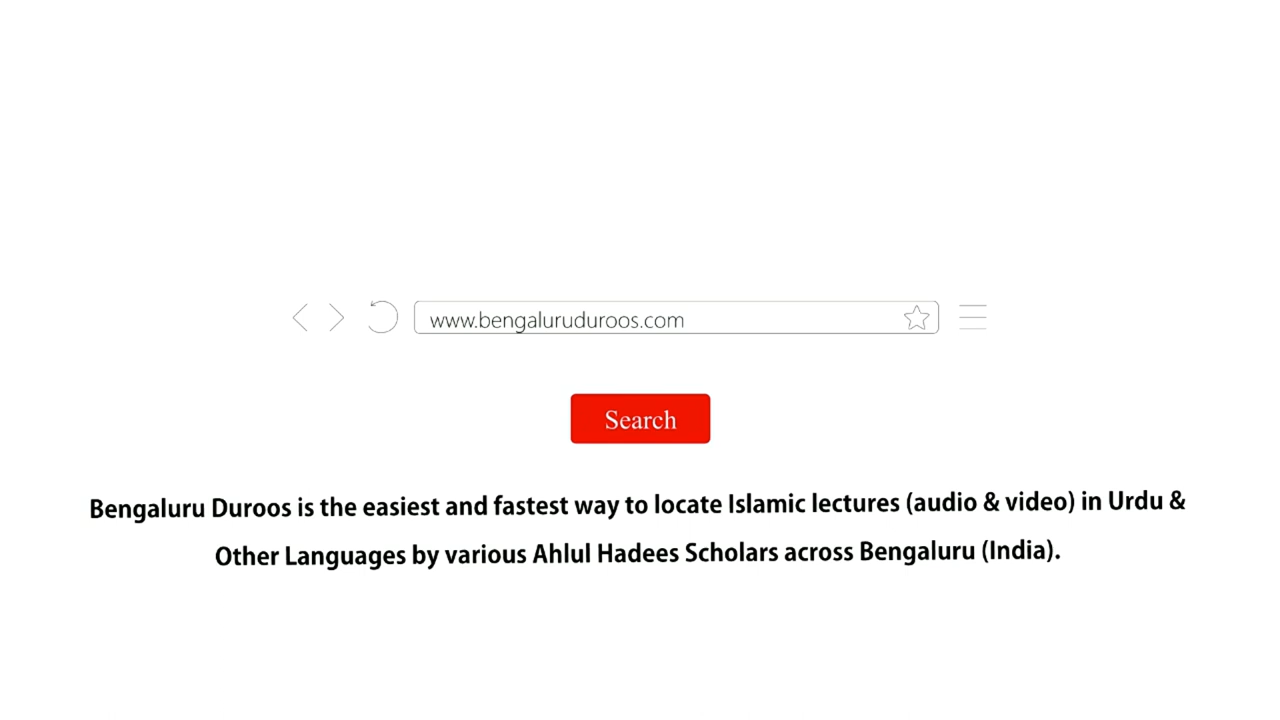 www.bengaluruduroos.com
Search
Bengaluru Duroos is the easiest and fastest way to locate Islamic lectures (audio & video) in Urdu &
Other Languages by various Ahlul Hadees Scholars across Bengaluru (India).